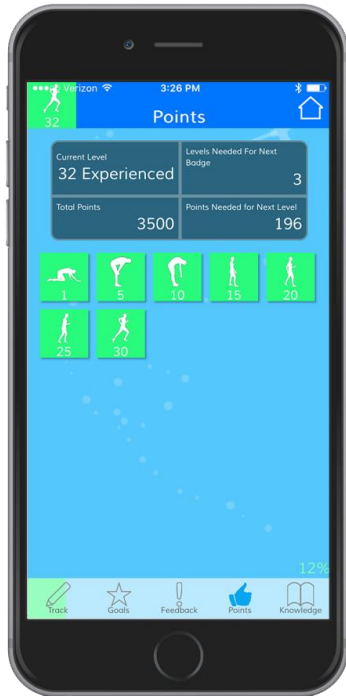 Verizon
3:26 PM
32
Points
Current Level
32 Experienced
Levels Needed For Next
Badge
3
Total Points
3500
Points Needed for Next Level
196
1
5
10
15
20
25
30
12%
Track
Goals
Feedback
Points
Knowledge